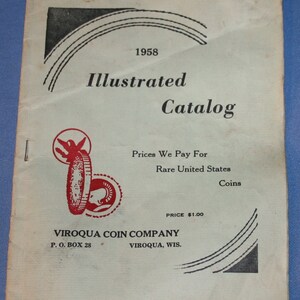 1958
Illustrated
Catalog
Prices We Pay For
Rare United States
Coins
PRICE $1.00
VIROQUA COIN COMPANY
P. O. BOX 28 VIROQUA, WIS.